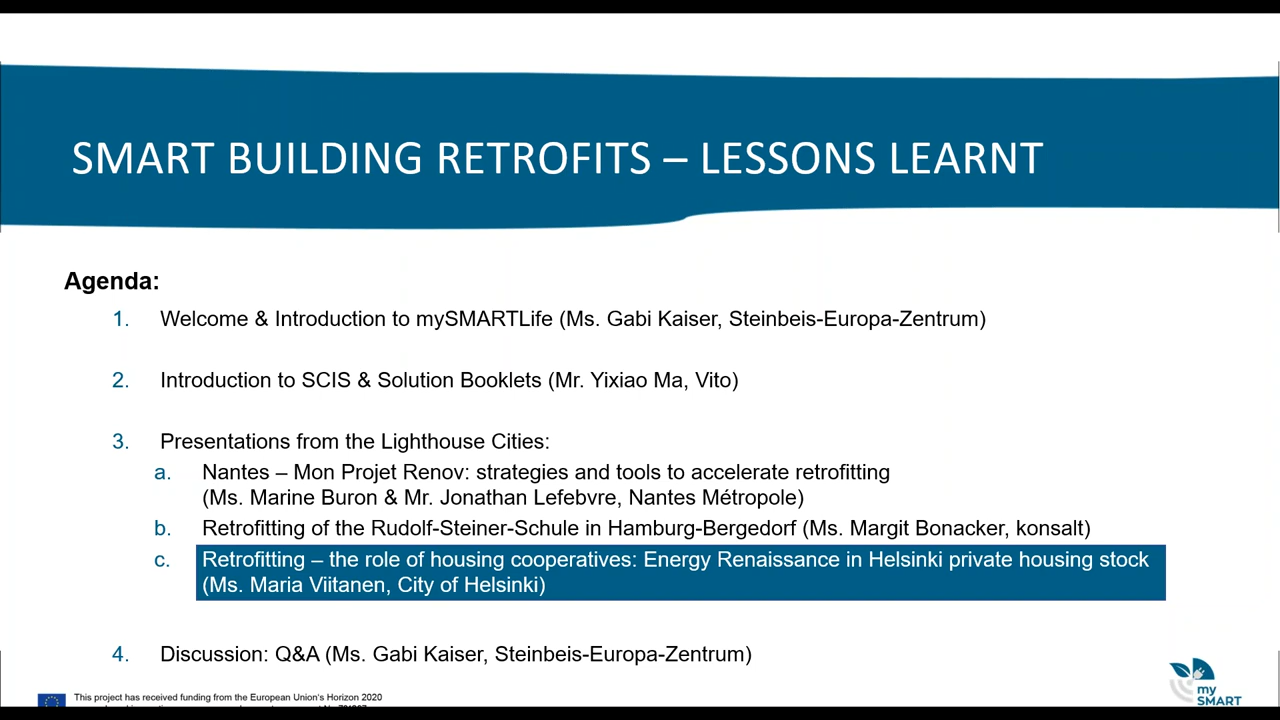 SMART BUILDING RETROFITS – LESSONS LEARNT
Agenda:
1. Welcome & Introduction to mySMARTLife (Ms. Gabi Kaiser, Steinbeis-Europa-Zentrum)
2. Introduction to SCIS & Solution Booklets (Mr. Yixiao Ma, Vito)
3. Presentations from the Lighthouse Cities:
a. Nantes – Mon Projet Renov: strategies and tools to accelerate retrofitting
(Ms. Marine Buron & Mr. Jonathan Lefebvre, Nantes Métropole)
b. Retrofitting of the Rudolf-Steiner-Schule in Hamburg-Bergedorf (Ms. Margit Bonacker, konsalt)
c. Retrofitting – the role of housing cooperatives: Energy Renaissance in Helsinki private housing stock
(Ms. Maria Viitanen, City of Helsinki)
4. Discussion: Q&A (Ms. Gabi Kaiser, Steinbeis-Europa-Zentrum)
This project has received funding from the European Union's Horizon 2020
my
SMART